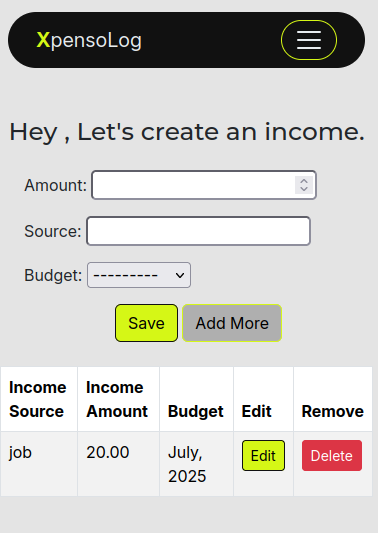 XpensoLog
Hey , Let's create an income.
Amount:
Source:
Budget: ---------
Save Add More
Income Source Income Amount Budget Edit Remove
job 20.00 July, 2025 Edit Delete